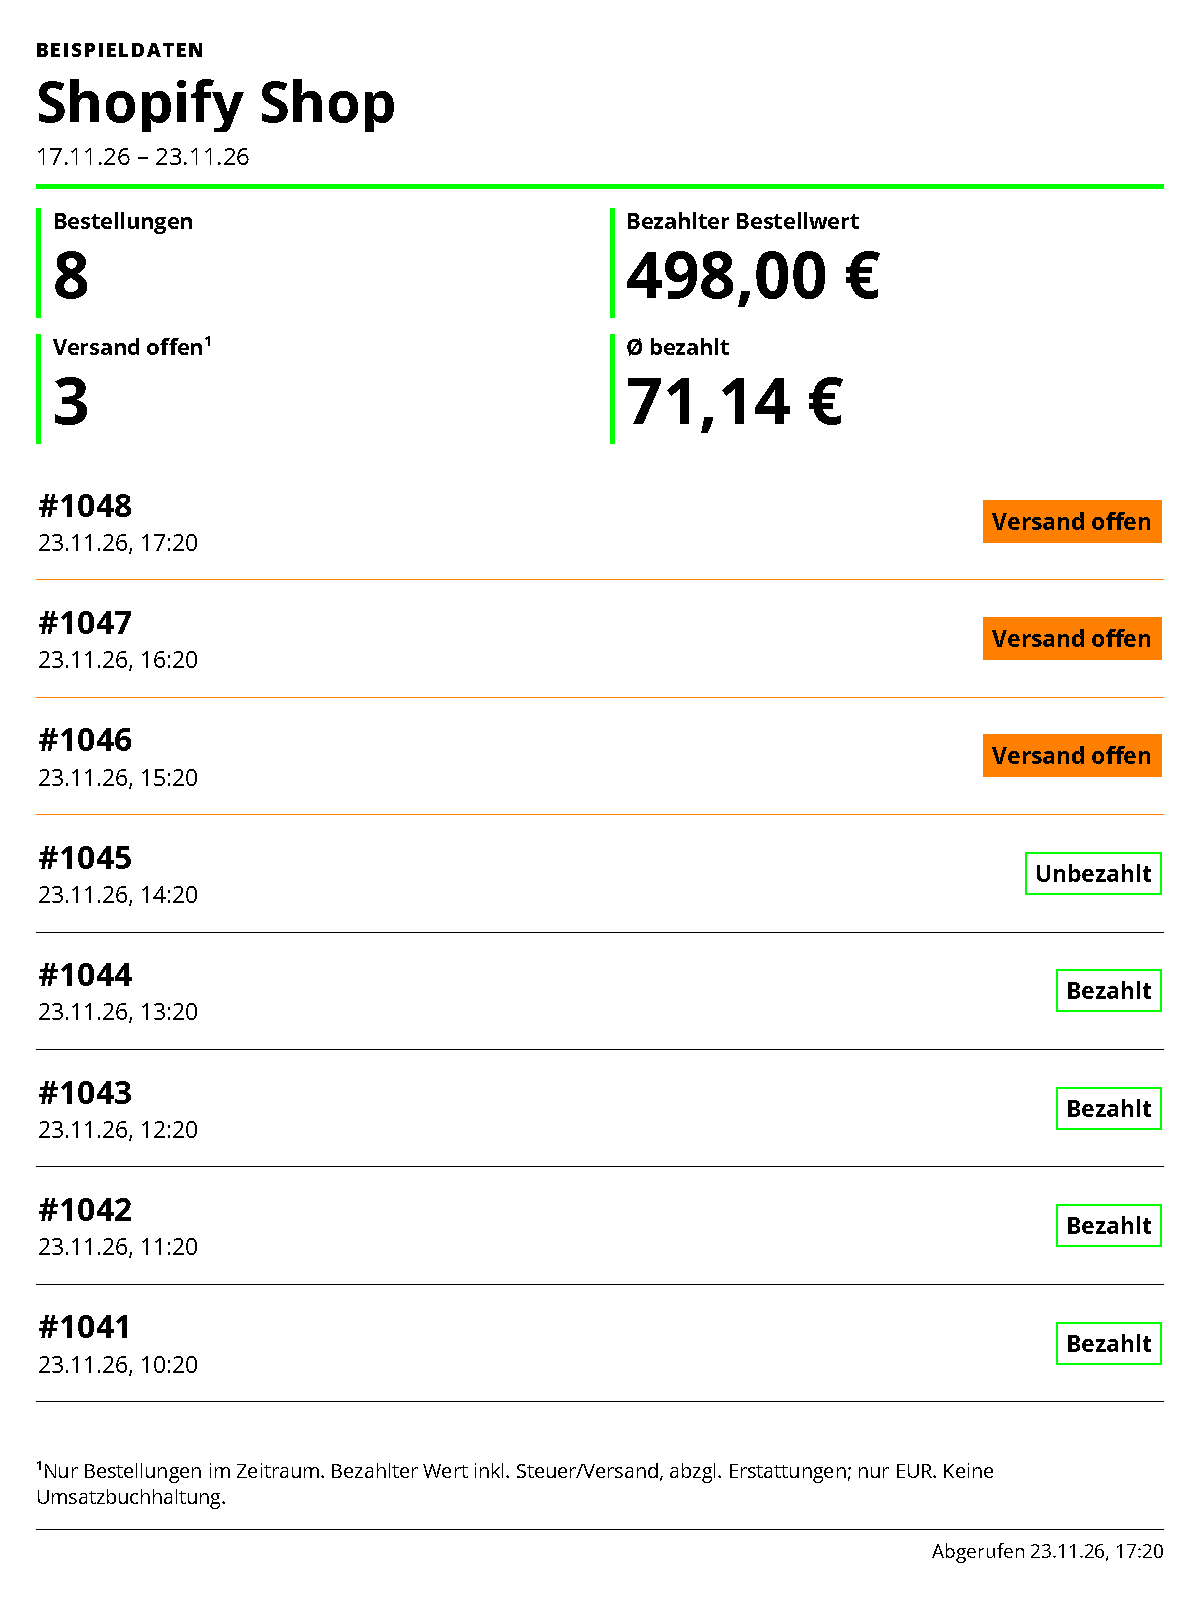 BEISPIELDATEN
Shopify Shop
17.11.26 – 23.11.26
Bestellungen
8
Bezahlter Bestellwert
498,00 €
Versand offen¹
3
Ø bezahlt
71,14 €
#1048
23.11.26, 17:20
Versand offen
#1047
23.11.26, 16:20
Versand offen
#1046
23.11.26, 15:20
Versand offen
#1045
23.11.26, 14:20
Unbezahlt
#1044
23.11.26, 13:20
Bezahlt
#1043
23.11.26, 12:20
Bezahlt
#1042
23.11.26, 11:20
Bezahlt
#1041
23.11.26, 10:20
Bezahlt
¹Nur Bestellungen im Zeitraum. Bezahlter Wert inkl. Steuer/Versand, abzgl. Erstattungen; nur EUR. Keine
Umsatzbuchhaltung.
Abgerufen 23.11.26, 17:20